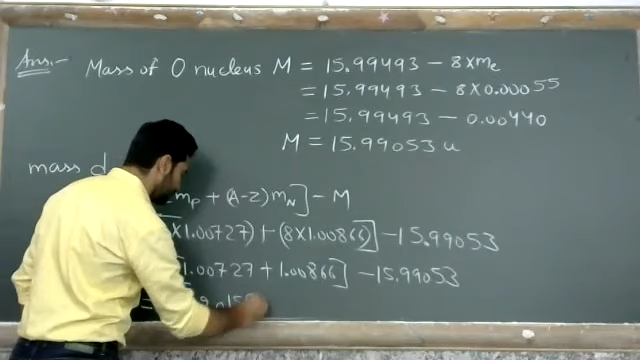 Ans:- Mass of O nucleus M = 15.99493 - 8×me
= 15.99493 - 8×0.00055
= 15.99493 - 0.00440
M = 15.99053 u
mass d
mp + (A-Z)mN] - M
×1.00727) + (8×1.00866] - 15.99053
1.00727 + 1.00866] - 15.99053
=